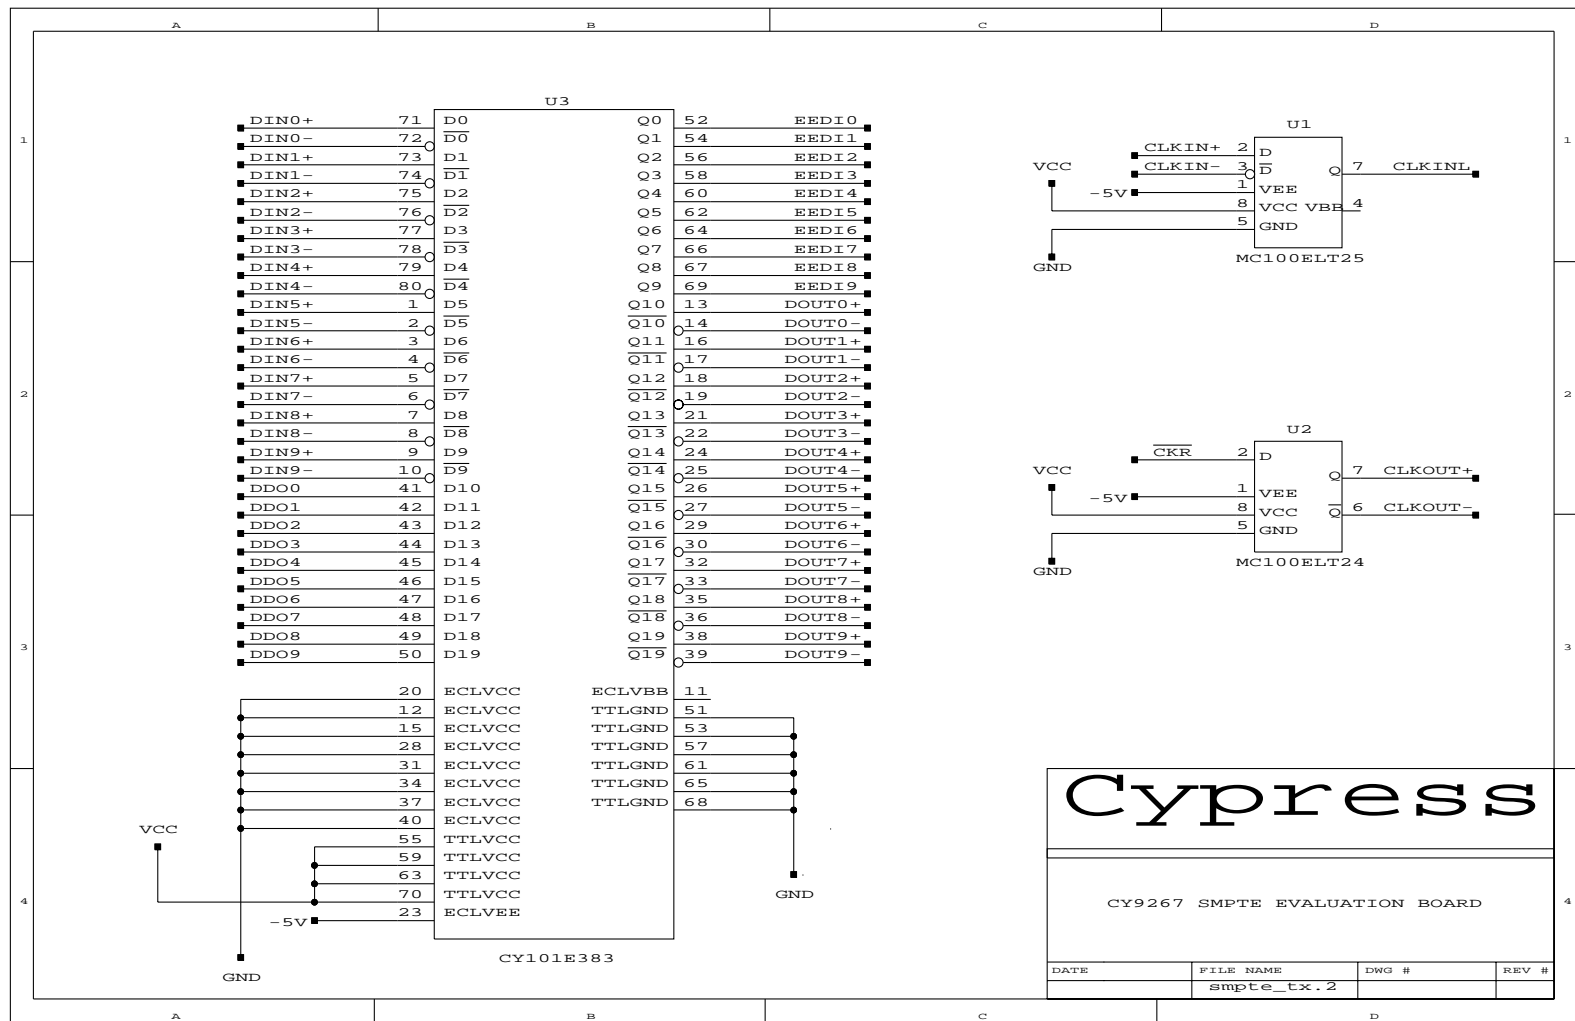 A B C D
U3
DIN0+ 71 D0 Q0 52 EEDI0
DIN0- 72 D0 Q1 54 EEDI1
DIN1+ 73 D1 Q2 56 EEDI2
DIN1- 74 D1 Q3 58 EEDI3
DIN2+ 75 D2 Q4 60 EEDI4
DIN2- 76 D2 Q5 62 EEDI5
DIN3+ 77 D3 Q6 64 EEDI6
DIN3- 78 D3 Q7 66 EEDI7
DIN4+ 79 D4 Q8 67 EEDI8
DIN4- 80 D4 Q9 69 EEDI9
DIN5+ 1 D5 Q10 13 DOUT0+
DIN5- 2 D5 Q10 14 DOUT0-
DIN6+ 3 D6 Q11 16 DOUT1+
DIN6- 4 D6 Q11 17 DOUT1-
DIN7+ 5 D7 Q12 18 DOUT2+
DIN7- 6 D7 Q12 19 DOUT2-
DIN8+ 7 D8 Q13 21 DOUT3+
DIN8- 8 D8 Q13 22 DOUT3-
DIN9+ 9 D9 Q14 24 DOUT4+
DIN9- 10 D9 Q14 25 DOUT4-
DDO0 41 D10 Q15 26 DOUT5+
DDO1 42 D11 Q15 27 DOUT5-
DDO2 43 D12 Q16 29 DOUT6+
DDO3 44 D13 Q16 30 DOUT6-
DDO4 45 D14 Q17 32 DOUT7+
DDO5 46 D15 Q17 33 DOUT7-
DDO6 47 D16 Q18 35 DOUT8+
DDO7 48 D17 Q18 36 DOUT8-
DDO8 49 D18 Q19 38 DOUT9+
DDO9 50 D19 Q19 39 DOUT9-
20 ECLVCC ECLVBB 11
12 ECLVCC TTLGND 51
15 ECLVCC TTLGND 53
28 ECLVCC TTLGND 57
31 ECLVCC TTLGND 61
34 ECLVCC TTLGND 65
37 ECLVCC TTLGND 68
40 ECLVCC
VCC
55 TTLVCC
59 TTLVCC
63 TTLVCC
70 TTLVCC
-5V 23 ECLVEE
GND
GND
CY101E383
U1
CLKIN+ 2 D
CLKIN- 3 D Q 7 CLKINL
VCC
-5V 1 VEE
8 VCC VBB 4
5 GND
GND
MC100ELT25
U2
CKR 2 D
VCC
Q 7 CLKOUT+
-5V 1 VEE
8 VCC Q 6 CLKOUT-
5 GND
GND
MC100ELT24
1 1
2 2
3 3
4 4
Cypress
CY9267 SMPTE EVALUATION BOARD
DATE FILE NAME DWG # REV #
smpte_tx.2
A B C D